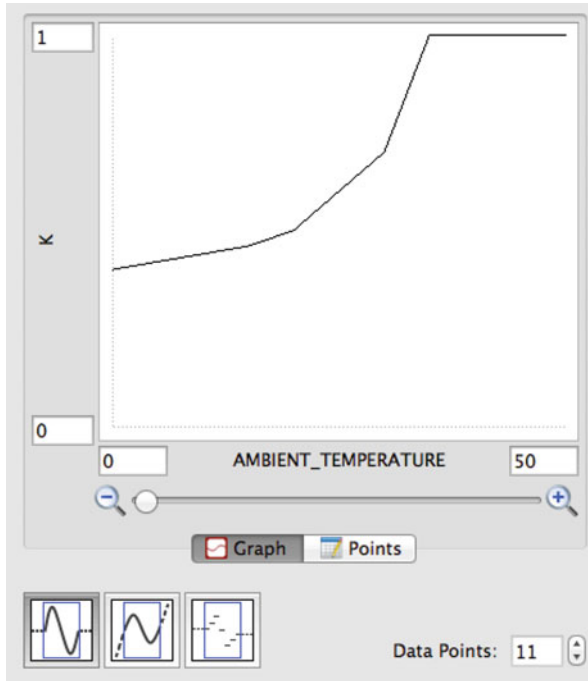 1
K
0
0 AMBIENT_TEMPERATURE 50
Graph Points
Data Points: 11